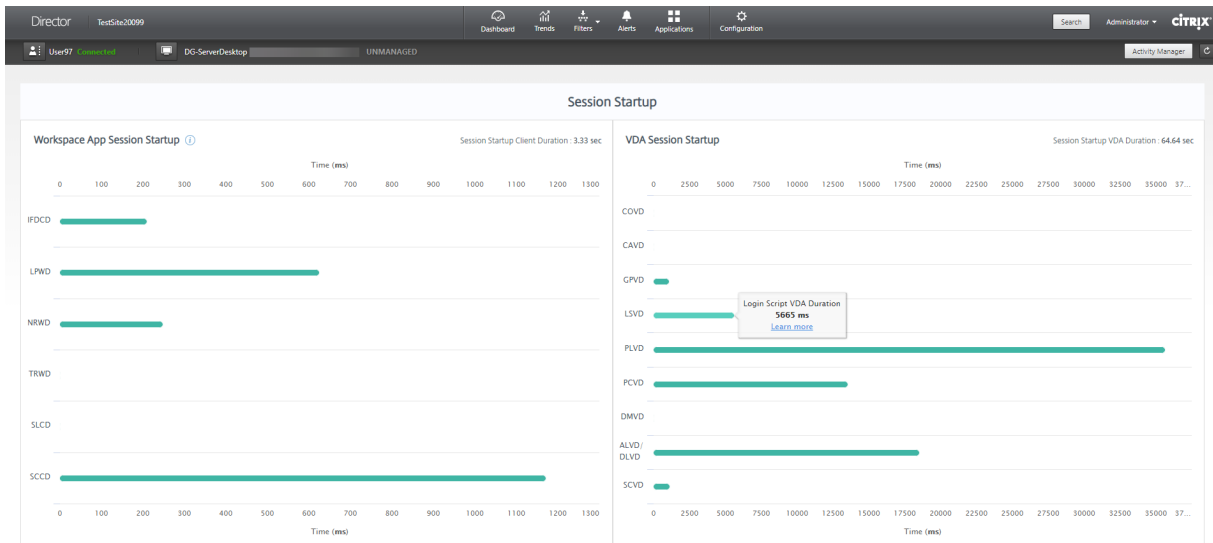 Director TestSite20099 Dashboard Trends Filters Alerts Applications Configuration Search Administrator CİTRIX
User97 Connected DG-ServerDesktop UNMANAGED Activity Manager
Session Startup
Workspace App Session Startup Session Startup Client Duration : 3.33 sec
Time (ms)
0 100 200 300 400 500 600 700 800 900 1000 1100 1200 1300
IFDCD
LPWD
NRWD
TRWD
SLCD
SCCD
0 100 200 300 400 500 600 700 800 900 1000 1100 1200 1300
Time (ms)
VDA Session Startup Session Startup VDA Duration : 64.64 sec
Time (ms)
0 2500 5000 7500 10000 12500 15000 17500 20000 22500 25000 27500 30000 32500 35000 37...
COVD
CAVD
GPVD
Login Script VDA Duration
LSVD 5665 ms
Learn more
PLVD
PCVD
DMVD
ALVD/
DLVD
SCVD
0 2500 5000 7500 10000 12500 15000 17500 20000 22500 25000 27500 30000 32500 35000 37...
Time (ms)